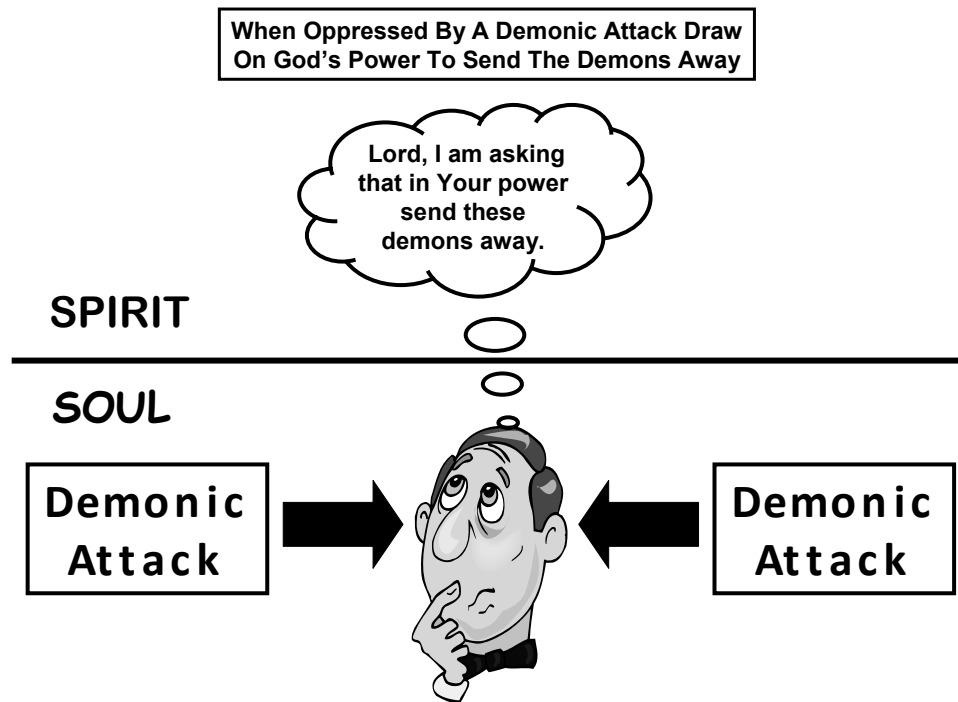 When Oppressed By A Demonic Attack Draw
On God's Power To Send The Demons Away
Lord, I am asking
that in Your power
send these
demons away.
SPIRIT
SOUL
Demonic
Attack
Demonic
Attack